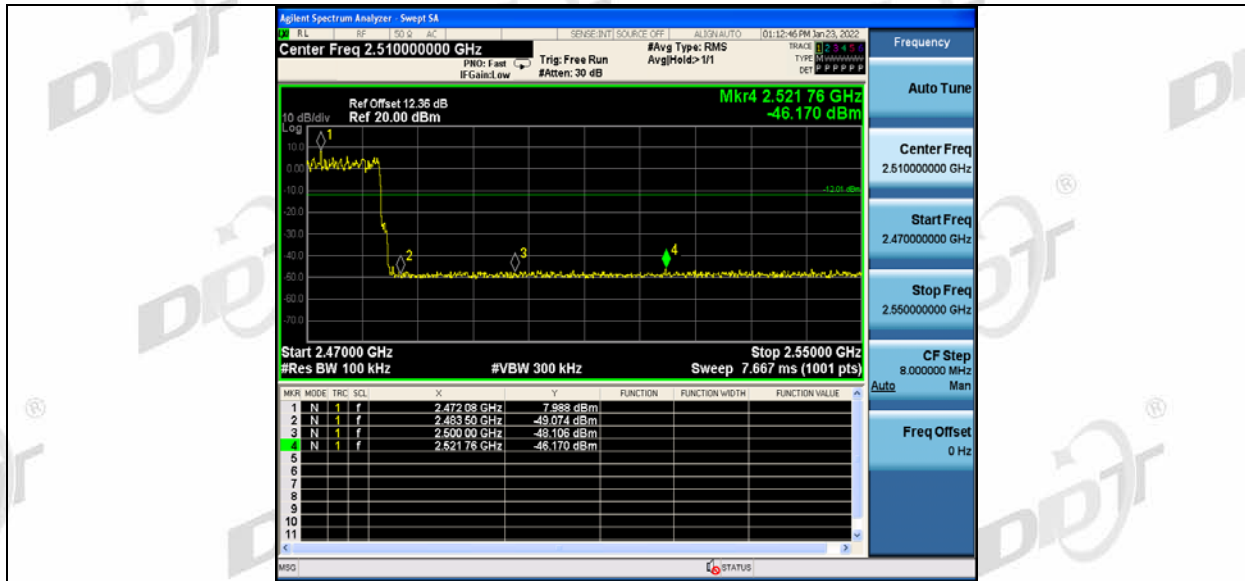 Agilent Spectrum Analyzer - Swept SA
RL RF 50 Ω AC SENSE:INT SOURCE OFF ALIGN AUTO 01:12:46 PM Jan 23, 2022
Center Freq 2.510000000 GHz
PNO: Fast
IFGain:Low
Trig: Free Run
#Atten: 30 dB
#Avg Type: RMS
Avg|Hold:>1/1
TRACE 1 2 3 4 5 6
TYPE M
DET P P P P P P
Frequency
Mkr4 2.521 76 GHz
-46.170 dBm
Ref Offset 12.36 dB
10 dB/div Ref 20.00 dBm
Log
10.0
0.00
-10.0
-20.0
-30.0
-40.0
-50.0
-60.0
-70.0
1
2
3
4
-12.01 dBm
Start 2.47000 GHz Stop 2.55000 GHz
#Res BW 100 kHz #VBW 300 kHz Sweep 7.667 ms (1001 pts)
MKR MODE TRC SCL X Y FUNCTION FUNCTION WIDTH FUNCTION VALUE
1 N 1 f 2.472 08 GHz 7.988 dBm
2 N 1 f 2.483 50 GHz -49.074 dBm
3 N 1 f 2.500 00 GHz -48.106 dBm
4 N 1 f 2.521 76 GHz -46.170 dBm
5
6
7
8
9
10
11
MSG STATUS
Auto Tune
Center Freq
2.510000000 GHz
Start Freq
2.470000000 GHz
Stop Freq
2.550000000 GHz
CF Step
8.000000 MHz
Auto Man
Freq Offset
0 Hz